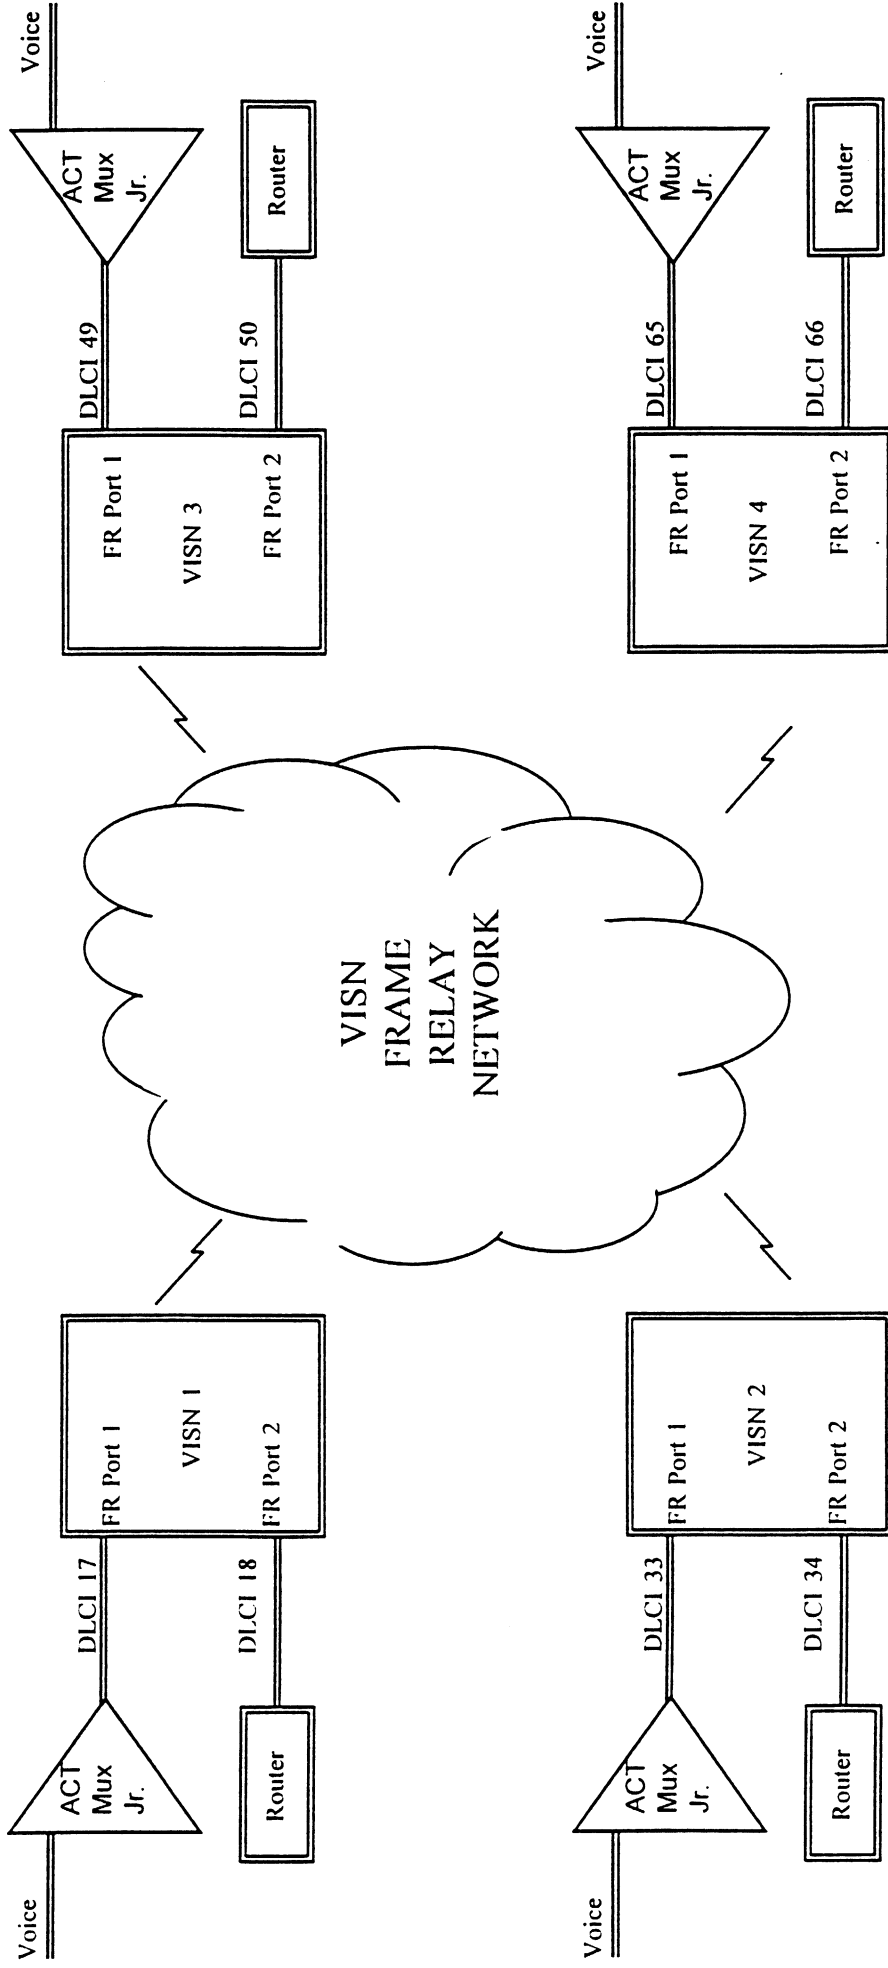 Voice
ACT
Mux
Jr.
DLCI 17
FR Port 1
VISN 1
Router
DLCI 18
FR Port 2
Voice
ACT
Mux
Jr.
DLCI 49
FR Port 1
VISN 3
Router
DLCI 50
FR Port 2
VISN
FRAME
RELAY
NETWORK
Voice
ACT
Mux
Jr.
DLCI 33
FR Port 1
VISN 2
Router
DLCI 34
FR Port 2
Voice
ACT
Mux
Jr.
DLCI 65
FR Port 1
VISN 4
Router
DLCI 66
FR Port 2